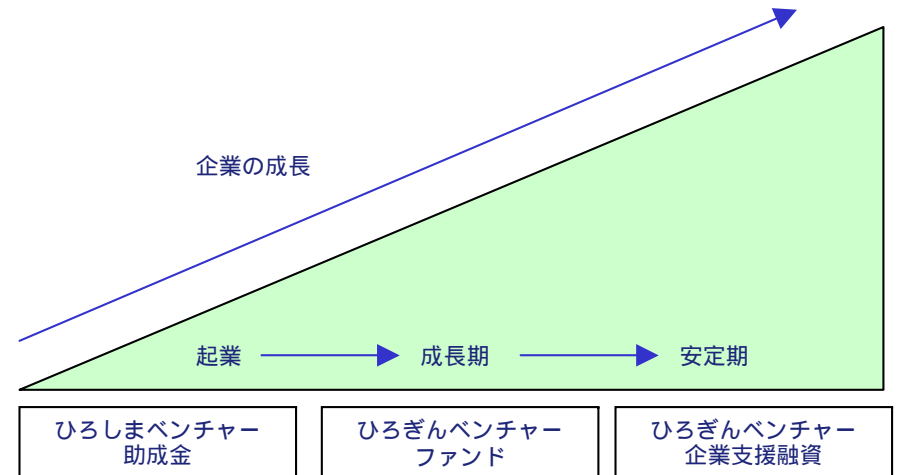 企業の成長
起業
成長期
安定期
ひろしまベンチャー
助成金
ひろぎんベンチャー
ファンド
ひろぎんベンチャー
企業支援融資